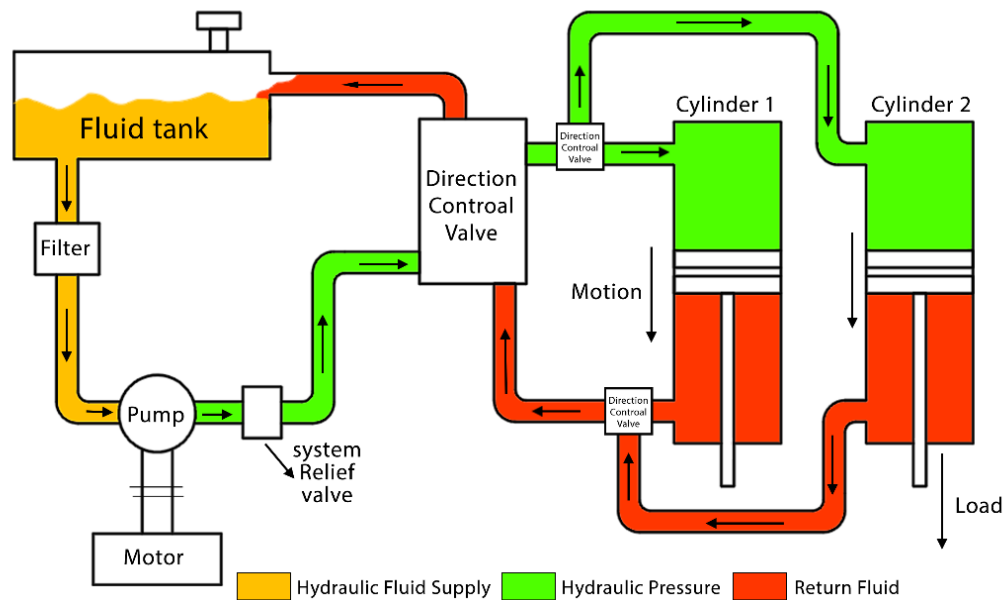 Fluid tank
Filter
Pump
Motor
system
Relief
valve
Direction
Controal
Valve
Direction
Controal
Valve
Direction
Controal
Valve
Cylinder 1
Cylinder 2
Motion
Load
Hydraulic Fluid Supply
Hydraulic Pressure
Return Fluid